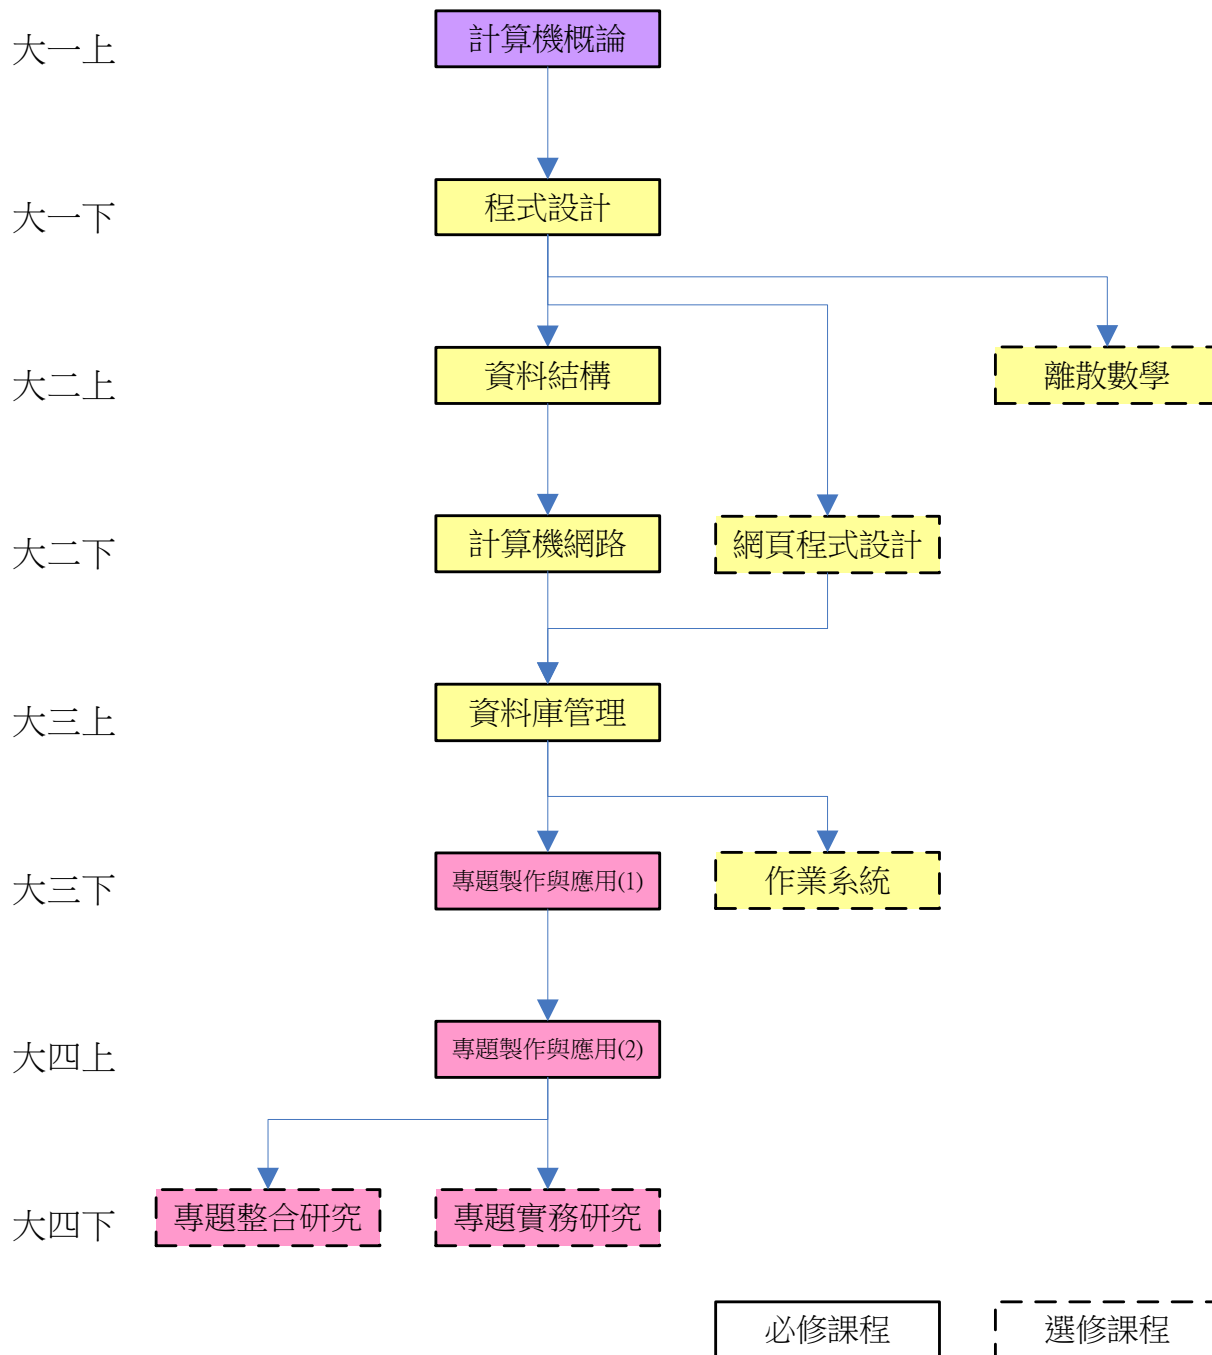 大一上
計算機概論
大一下
程式設計
大二上
資料結構
離散數學
大二下
計算機網路
網頁程式設計
大三上
資料庫管理
大三下
專題製作與應用(1)
作業系統
大四上
專題製作與應用(2)
大四下
專題整合研究
專題實務研究
必修課程
選修課程